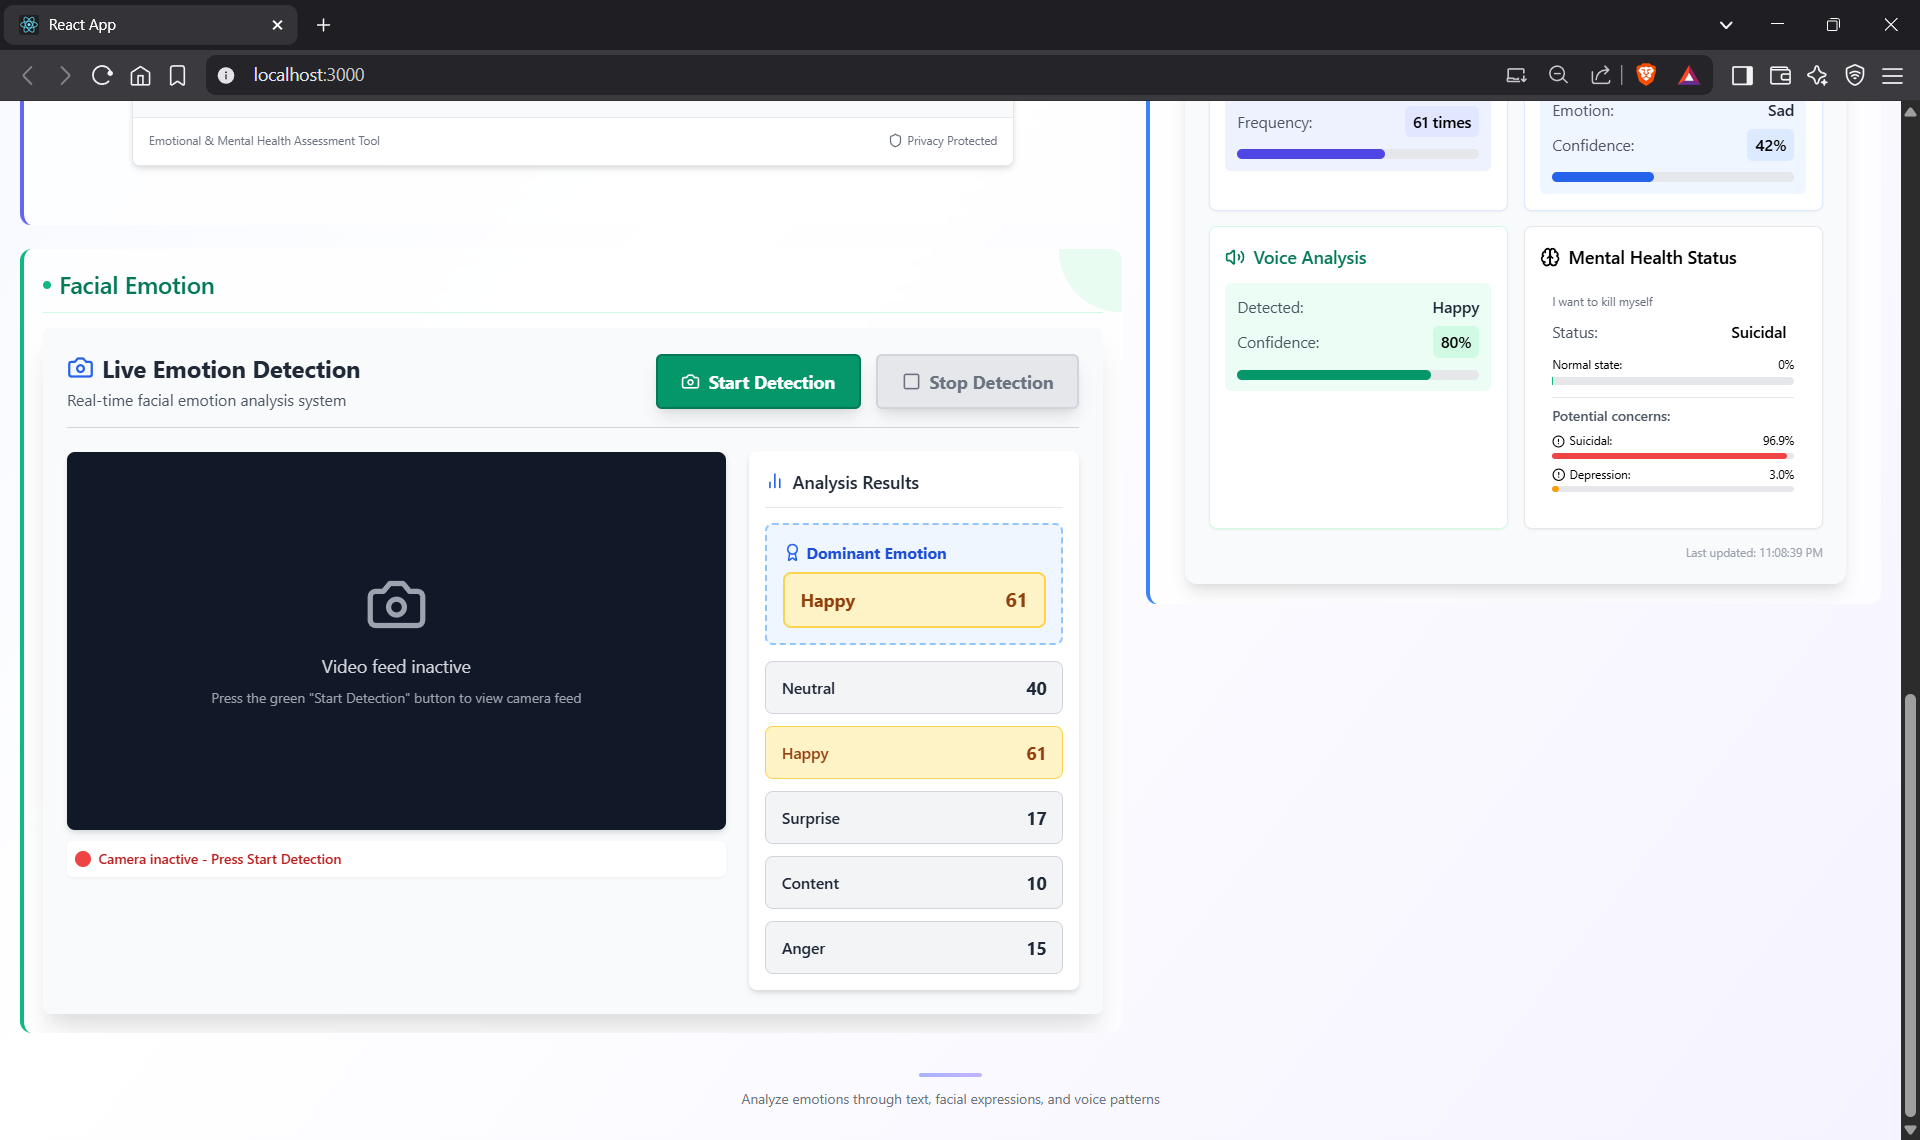 React App
localhost:3000
Emotional & Mental Health Assessment Tool
Privacy Protected
Facial Emotion
Live Emotion Detection
Real-time facial emotion analysis system
Start Detection
Stop Detection
Video feed inactive
Press the green "Start Detection" button to view camera feed
Camera inactive - Press Start Detection
Analysis Results
Dominant Emotion
Happy 61
Neutral 40
Happy 61
Surprise 17
Content 10
Anger 15
Frequency: 61 times
Emotion: Sad
Confidence: 42%
Voice Analysis
Detected: Happy
Confidence: 80%
Mental Health Status
I want to kill myself
Status: Suicidal
Normal state: 0%
Potential concerns:
Suicidal: 96.9%
Depression: 3.0%
Last updated: 11:08:39 PM
Analyze emotions through text, facial expressions, and voice patterns